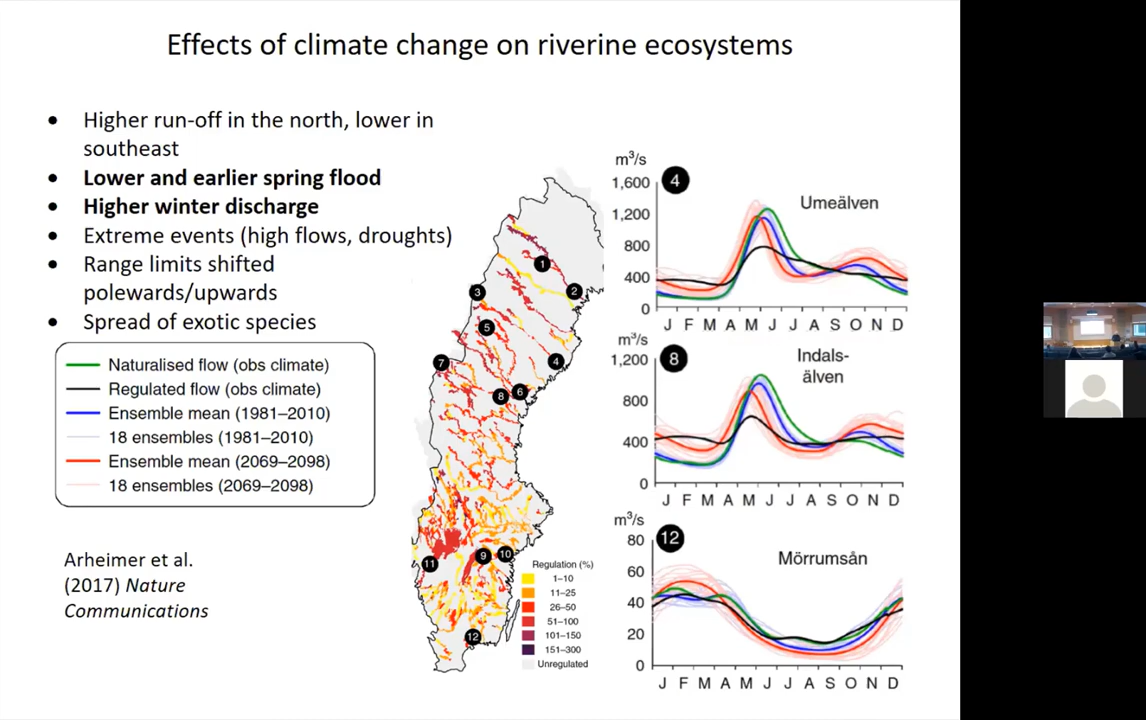 Effects of climate change on riverine ecosystems
• Higher run-off in the north, lower in
southeast
• Lower and earlier spring flood
• Higher winter discharge
• Extreme events (high flows, droughts)
• Range limits shifted
polewards/upwards
• Spread of exotic species
Naturalised flow (obs climate)
Regulated flow (obs climate)
Ensemble mean (1981–2010)
18 ensembles (1981–2010)
Ensemble mean (2069–2098)
18 ensembles (2069–2098)
Arheimer et al.
(2017) Nature
Communications
1
2
3
5
7
4
6
8
9
10
11
12
Regulation (%)
1–10
11–25
26–50
51–100
101–150
151–300
Unregulated
m³/s
4
Umeälven
1,600
1,200
800
400
0
J F M A M J J A S O N D
m³/s
8
Indals-
älven
1,200
800
400
0
J F M A M J J A S O N D
m³/s
12
Mörrumsån
80
60
40
20
0
J F M A M J J A S O N D